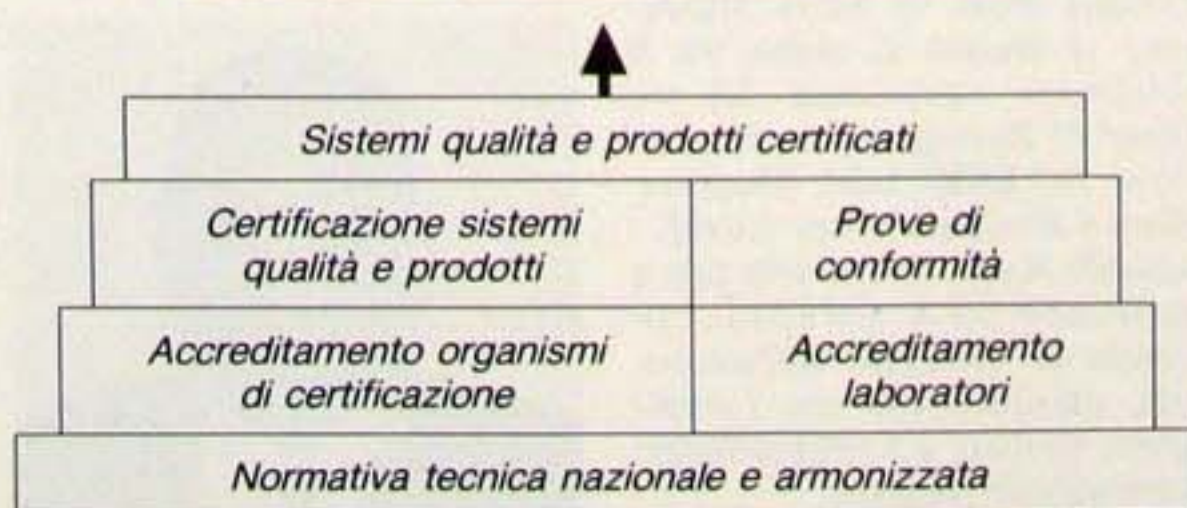 Sistemi qualità e prodotti certificati
Certificazione sistemi
qualità e prodotti
Prove di
conformità
Accreditamento organismi
di certificazione
Accreditamento
laboratori
Normativa tecnica nazionale e armonizzata